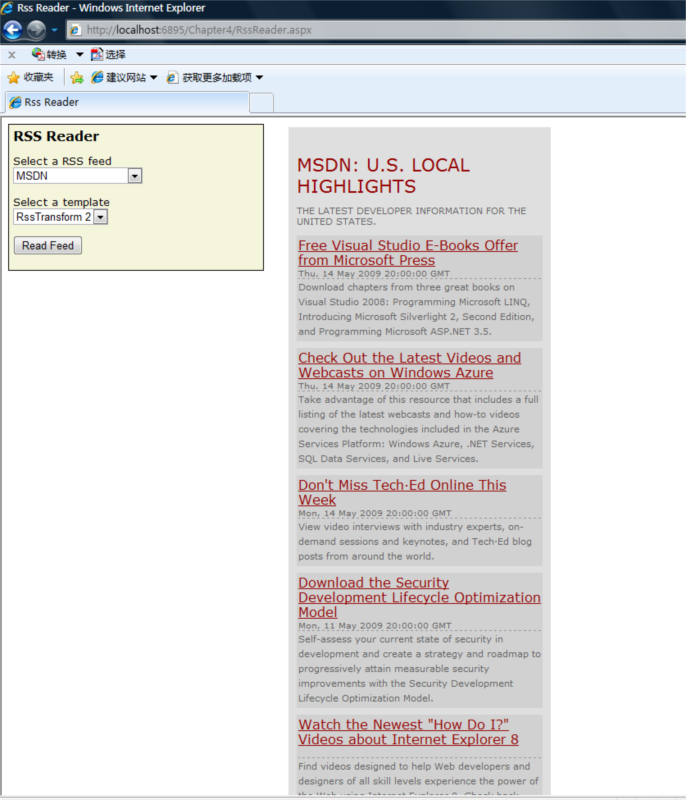 Rss Reader - Windows Internet Explorer
http://localhost:6895/Chapter4/RssReader.aspx
x 转换 选择
收藏夹 建议网站 获取更多加载项
Rss Reader
RSS Reader
Select a RSS feed
MSDN
Select a template
RssTransform 2
Read Feed
MSDN: U.S. LOCAL
HIGHLIGHTS
THE LATEST DEVELOPER INFORMATION FOR THE
UNITED STATES.
Free Visual Studio E-Books Offer
from Microsoft Press
Thu, 14 May 2009 20:00:00 GMT
Download chapters from three great books on
Visual Studio 2008: Programming Microsoft LINQ,
Introducing Microsoft Silverlight 2, Second Edition,
and Programming Microsoft ASP.NET 3.5.
Check Out the Latest Videos and
Webcasts on Windows Azure
Thu, 14 May 2009 20:00:00 GMT
Take advantage of this resource that includes a full
listing of the latest webcasts and how-to videos
covering the technologies included in the Azure
Services Platform: Windows Azure, .NET Services,
SQL Data Services, and Live Services.
Don't Miss Tech·Ed Online This
Week
Mon, 14 May 2009 20:00:00 GMT
View video interviews with industry experts, on-
demand sessions and keynotes, and Tech·Ed blog
posts from around the world.
Download the Security
Development Lifecycle Optimization
Model
Mon, 11 May 2009 20:00:00 GMT
Self-assess your current state of security in
development and create a strategy and roadmap to
progressively attain measurable security
improvements with the Security Development
Lifecycle Optimization Model.
Watch the Newest "How Do I?"
Videos about Internet Explorer 8
Find videos designed to help Web developers and
designers of all skill levels experience the power of
the Web using Internet Explorer 8. Check back